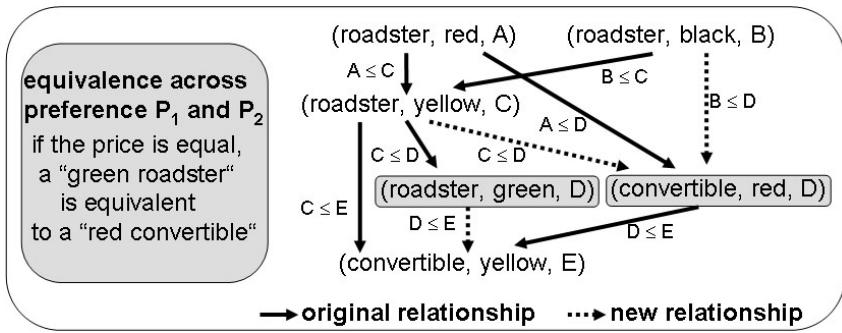 (roadster, red, A) (roadster, black, B)
equivalence across
preference P1 and P2
if the price is equal,
a “green roadster“
is equivalent
to a “red convertible“
A ≤ C
B ≤ C
(roadster, yellow, C)
B ≤ D
A ≤ D
C ≤ D
C ≤ D
(roadster, green, D) (convertible, red, D)
C ≤ E
D ≤ E
D ≤ E
(convertible, yellow, E)
original relationship new relationship